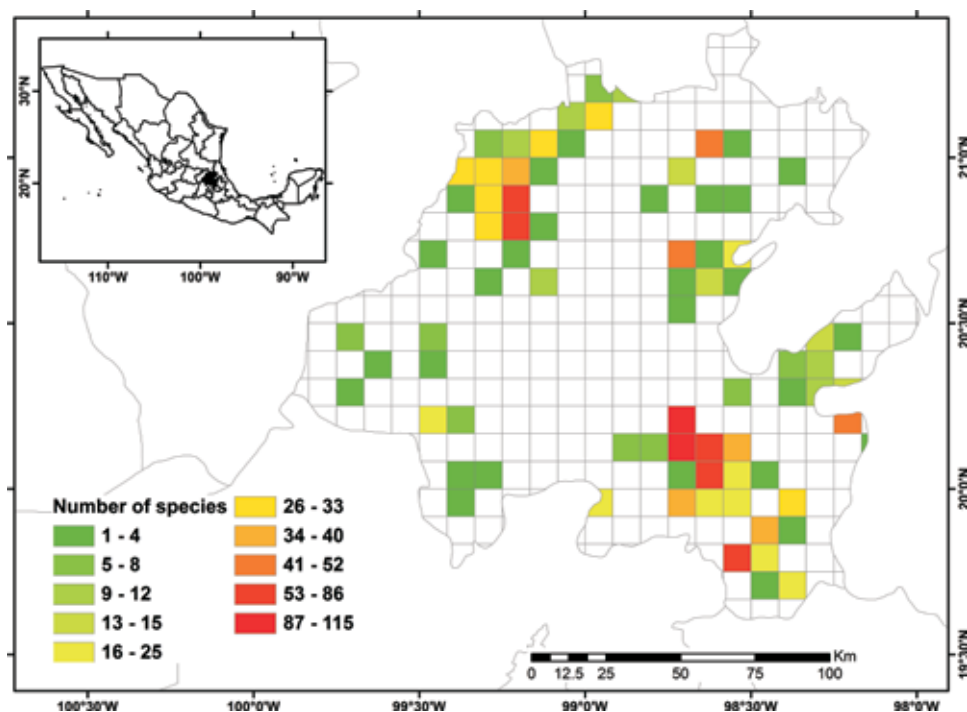 30°N
20°N
110°W
100°W
90°W
30°N
20°N
21°0'N
20°30'N
20°0'N
19°30'N
Number of species
1 - 4
5 - 8
9 - 12
13 - 15
16 - 25
26 - 33
34 - 40
41 - 52
53 - 86
87 - 115
Km
0 12.5 25 50 75 100
100°30'W 100°0'W 99°30'W 99°0'W 98°30'W 98°0'W